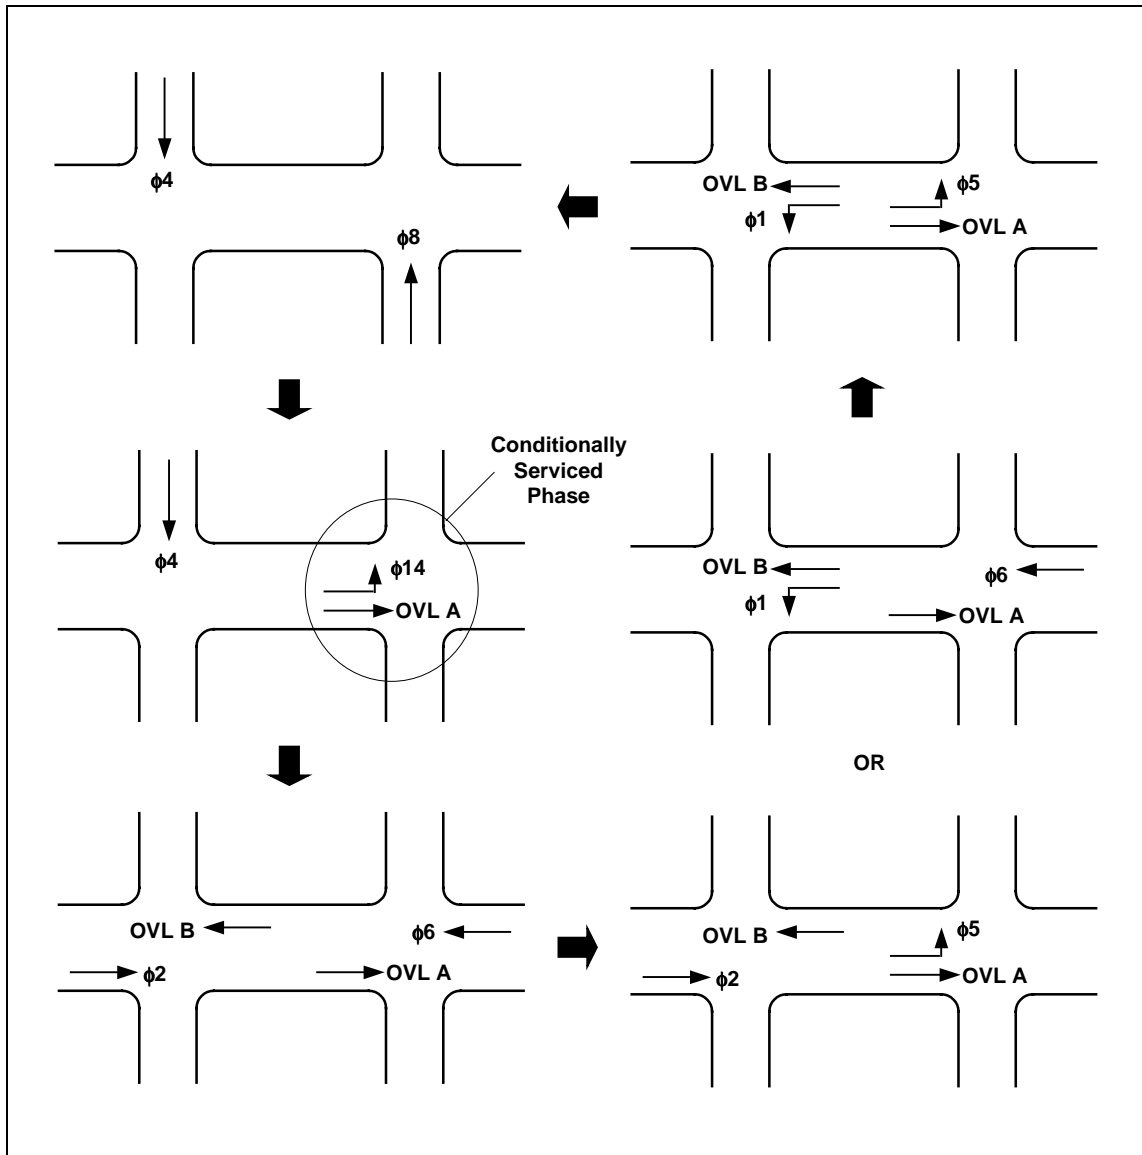 ϕ4
ϕ8
OVL B
ϕ1
ϕ5
OVL A
Conditionally
Serviced
Phase
ϕ4
ϕ14
OVL A
OVL B
ϕ1
ϕ6
OVL A
OR
OVL B
ϕ2
ϕ6
OVL A
OVL B
ϕ2
ϕ5
OVL A